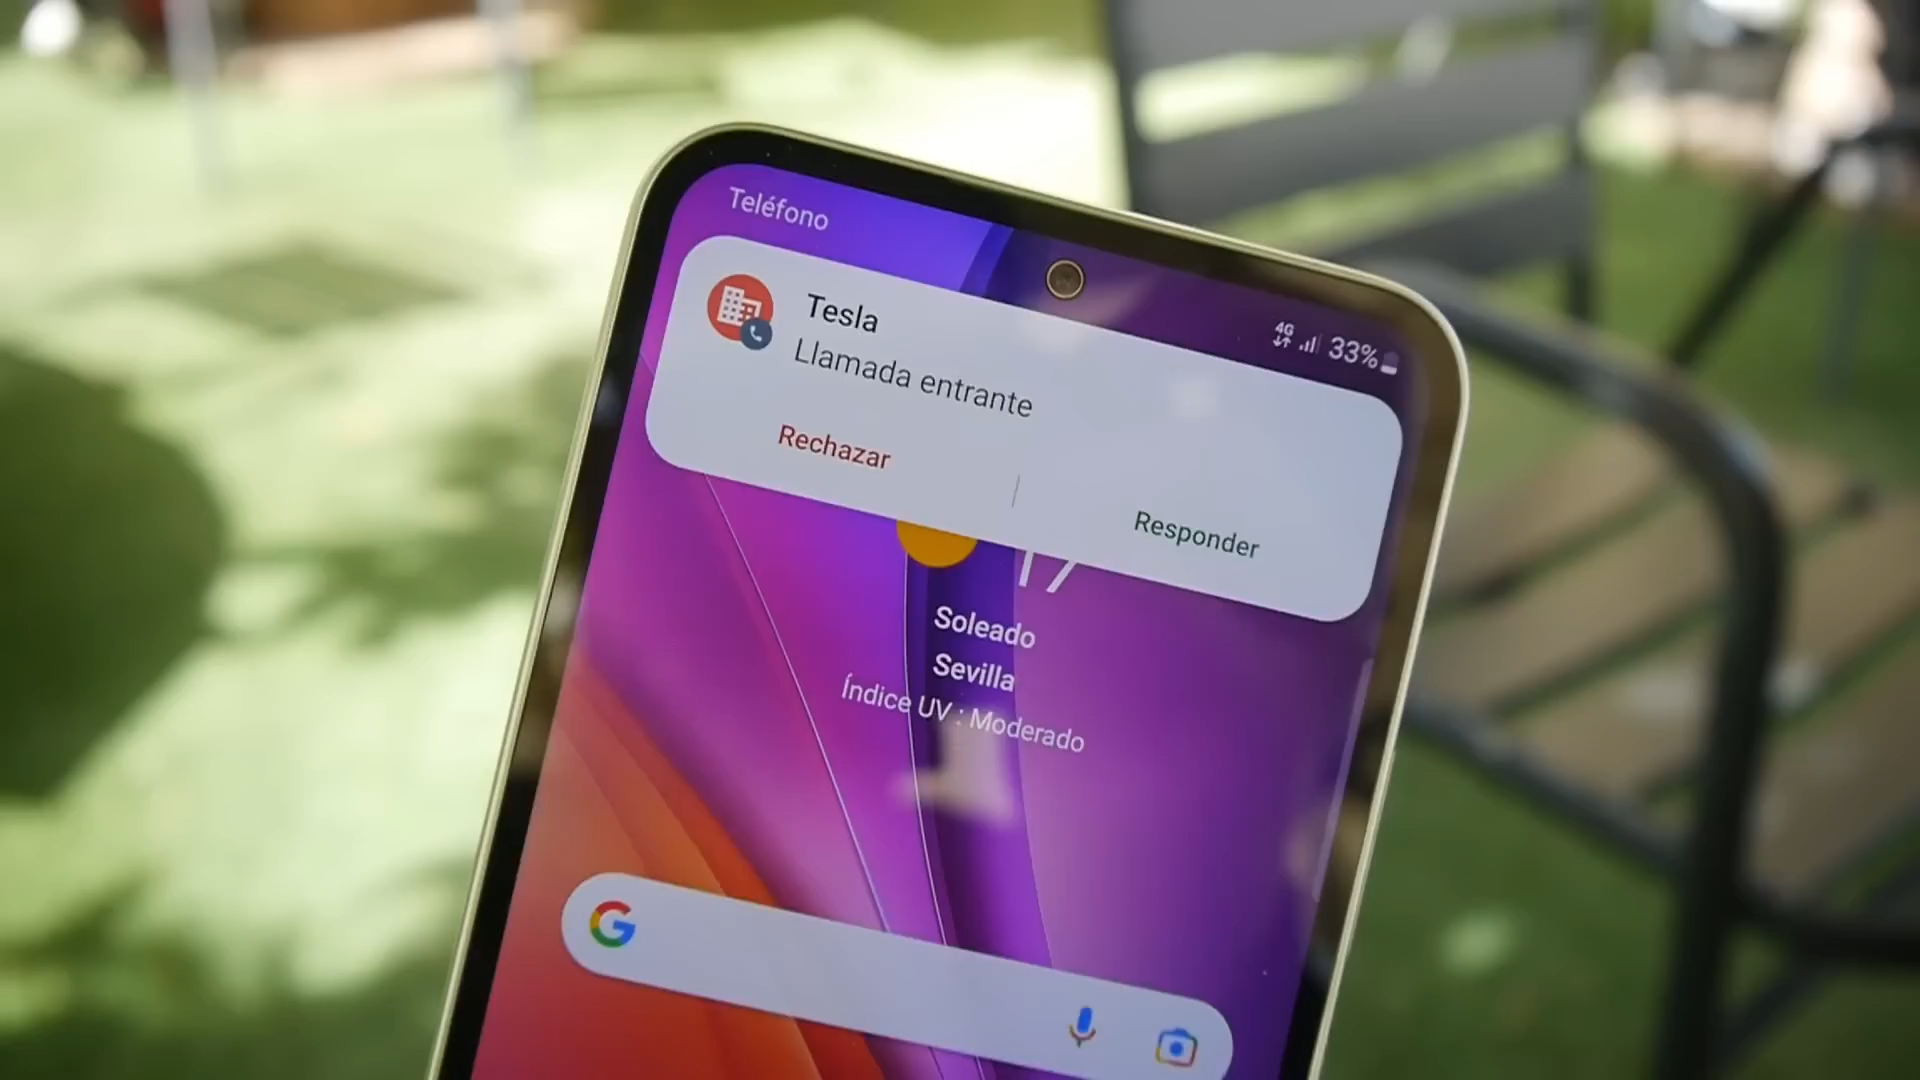 Teléfono
4G 33%
Tesla
Llamada entrante
Rechazar
Responder
Soleado
Sevilla
Índice UV : Moderado
G